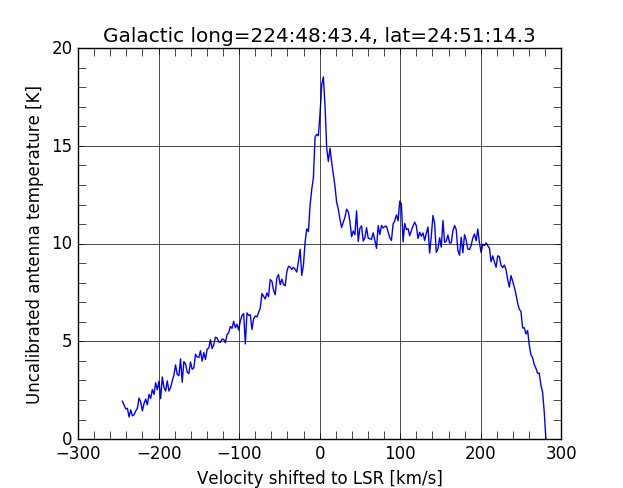 Galactic long=224:48:43.4, lat=24:51:14.3
Uncalibrated antenna temperature [K]
20
15
10
5
0
−300 −200 −100 0 100 200 300
Velocity shifted to LSR [km/s]